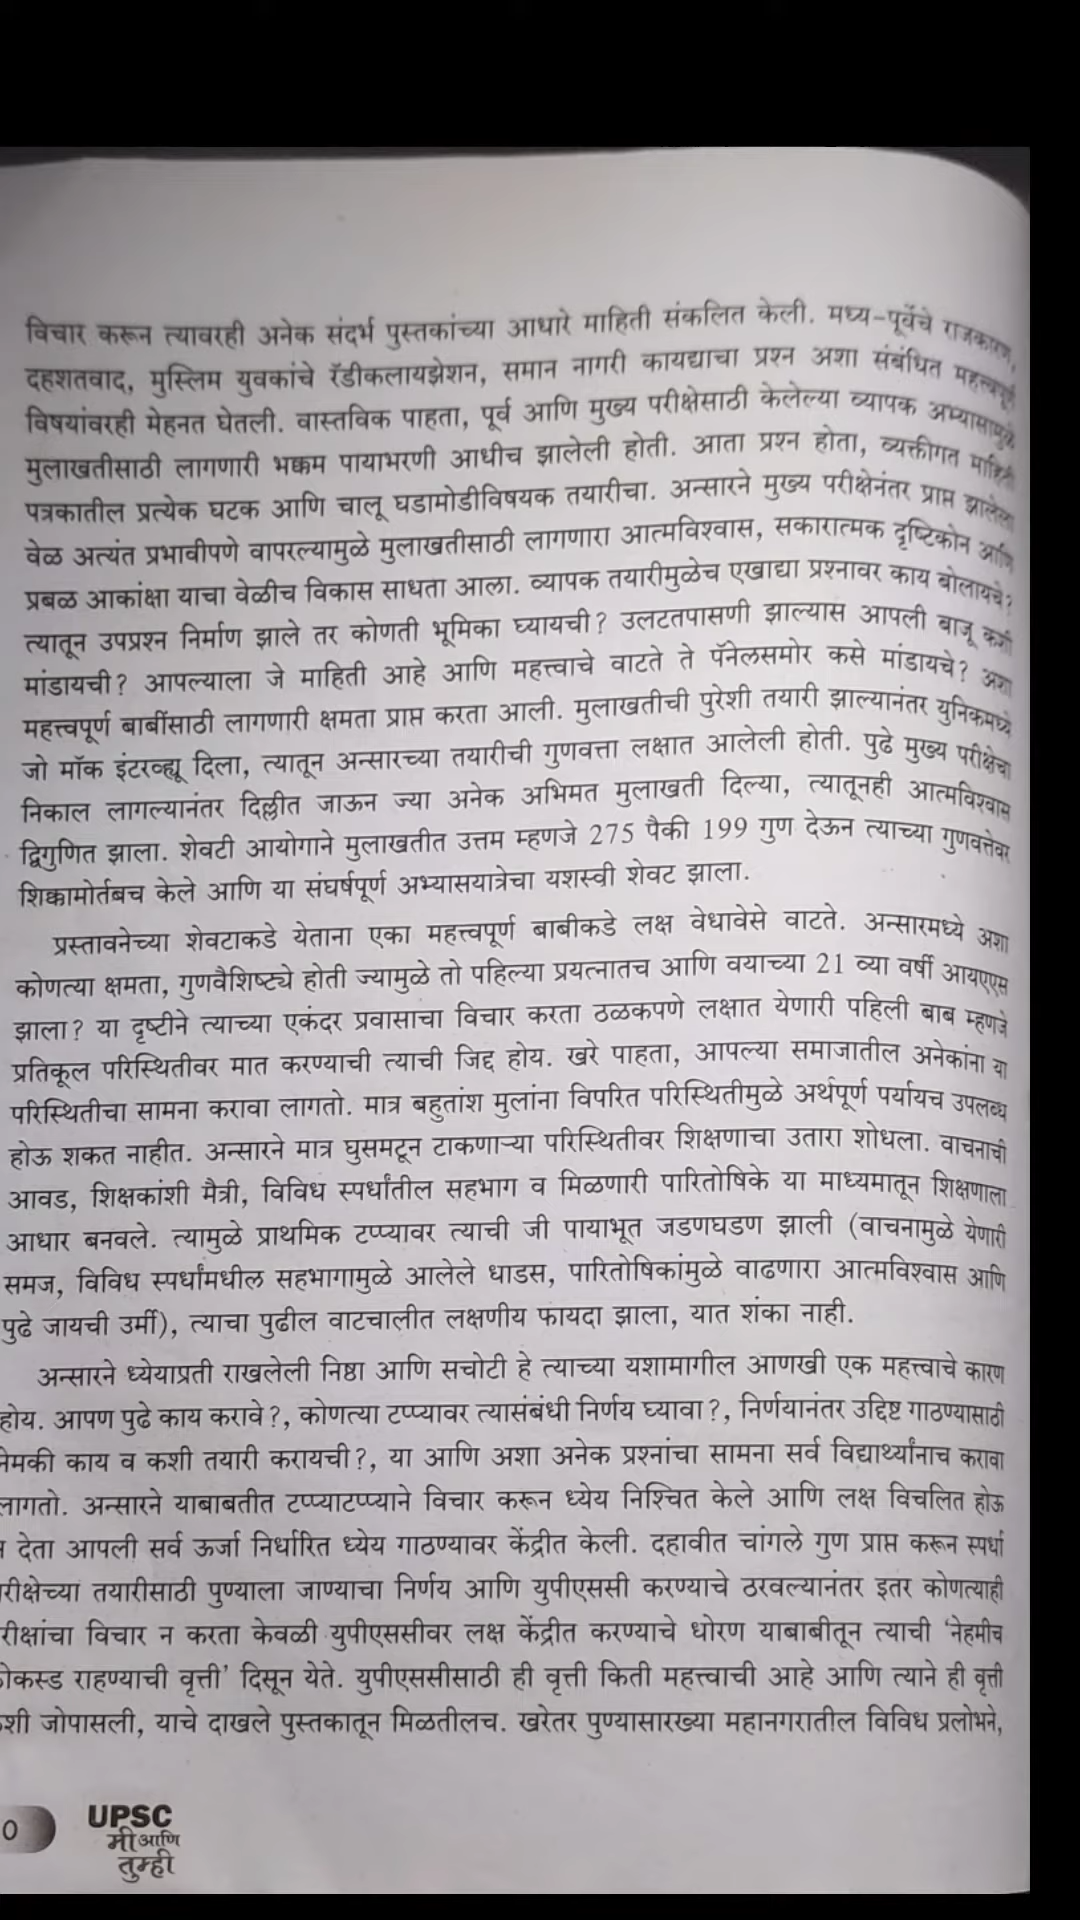 विचार करून त्यावरही अनेक संदर्भ पुस्तकांच्या आधारे माहिती संकलित केली. मध्य-पूर्वेचे राजकारण,
दहशतवाद, मुस्लिम युवकांचे रॅडीकलायझेशन, समान नागरी कायद्याचा प्रश्न अशा संबंधित महत्त्वपूर्ण
विषयांवरही मेहनत घेतली. वास्तविक पाहता, पूर्व आणि मुख्य परीक्षेसाठी केलेल्या व्यापक अभ्यासामुळे
मुलाखतीसाठी लागणारी भक्कम पायाभरणी आधीच झालेली होती. आता प्रश्न होता, व्यक्तीगत माहिती
पत्रकातील प्रत्येक घटक आणि चालू घडामोडीविषयक तयारीचा. अन्सारने मुख्य परीक्षेनंतर प्राप्त झालेला
वेळ अत्यंत प्रभावीपणे वापरल्यामुळे मुलाखतीसाठी लागणारा आत्मविश्वास, सकारात्मक दृष्टिकोन आणि
प्रबळ आकांक्षा याचा वेळीच विकास साधता आला. व्यापक तयारीमुळेच एखाद्या प्रश्नावर काय बोलायचे?
त्यातून उपप्रश्न निर्माण झाले तर कोणती भूमिका घ्यायची? उलटतपासणी झाल्यास आपली बाजू कशी
मांडायची? आपल्याला जे माहिती आहे आणि महत्त्वाचे वाटते ते पॅनेलसमोर कसे मांडायचे? अशा
महत्त्वपूर्ण बाबींसाठी लागणारी क्षमता प्राप्त करता आली. मुलाखतीची पुरेशी तयारी झाल्यानंतर युनिकमध्ये
जो मॉक इंटरव्ह्यू दिला, त्यातून अन्सारच्या तयारीची गुणवत्ता लक्षात आलेली होती. पुढे मुख्य परीक्षेचा
निकाल लागल्यानंतर दिल्लीत जाऊन ज्या अनेक अभिमत मुलाखती दिल्या, त्यातूनही आत्मविश्वास
द्विगुणित झाला. शेवटी आयोगाने मुलाखतीत उत्तम म्हणजे 275 पैकी 199 गुण देऊन त्याच्या गुणवत्तेवर
शिक्कामोर्तबच केले आणि या संघर्षपूर्ण अभ्यासयात्रेचा यशस्वी शेवट झाला.
प्रस्तावनेच्या शेवटाकडे येताना एका महत्त्वपूर्ण बाबीकडे लक्ष वेधावेसे वाटते. अन्सारमध्ये अशा
कोणत्या क्षमता, गुणवैशिष्ट्ये होती ज्यामुळे तो पहिल्या प्रयत्नातच आणि वयाच्या 21 व्या वर्षी आयएएस
झाला? या दृष्टीने त्याच्या एकंदर प्रवासाचा विचार करता ठळकपणे लक्षात येणारी पहिली बाब म्हणजे
प्रतिकूल परिस्थितीवर मात करण्याची त्याची जिद्द होय. खरे पाहता, आपल्या समाजातील अनेकांना या
परिस्थितीचा सामना करावा लागतो. मात्र बहुतांश मुलांना विपरित परिस्थितीमुळे अर्थपूर्ण पर्यायच उपलब्ध
होऊ शकत नाहीत. अन्सारने मात्र घुसमटून टाकणाऱ्या परिस्थितीवर शिक्षणाचा उतारा शोधला. वाचनाची
आवड, शिक्षकांशी मैत्री, विविध स्पर्धांतील सहभाग व मिळणारी पारितोषिके या माध्यमातून शिक्षणाला
आधार बनवले. त्यामुळे प्राथमिक टप्प्यावर त्याची जी पायाभूत जडणघडण झाली (वाचनामुळे येणारी
समज, विविध स्पर्धांमधील सहभागामुळे आलेले धाडस, पारितोषिकांमुळे वाढणारा आत्मविश्वास आणि
पुढे जायची उर्मी), त्याचा पुढील वाटचालीत लक्षणीय फायदा झाला, यात शंका नाही.
अन्सारने ध्येयाप्रती राखलेली निष्ठा आणि सचोटी हे त्याच्या यशामागील आणखी एक महत्त्वाचे कारण
होय. आपण पुढे काय करावे?, कोणत्या टप्प्यावर त्यासंबंधी निर्णय घ्यावा?, निर्णयानंतर उद्दिष्ट गाठण्यासाठी
नेमकी काय व कशी तयारी करायची?, या आणि अशा अनेक प्रश्नांचा सामना सर्व विद्यार्थ्यांनाच करावा
लागतो. अन्सारने याबाबतीत टप्प्याटप्प्याने विचार करून ध्येय निश्चित केले आणि लक्ष विचलित होऊ
न देता आपली सर्व ऊर्जा निर्धारित ध्येय गाठण्यावर केंद्रीत केली. दहावीत चांगले गुण प्राप्त करून स्पर्धा
रीक्षेच्या तयारीसाठी पुण्याला जाण्याचा निर्णय आणि युपीएससी करण्याचे ठरवल्यानंतर इतर कोणत्याही
रीक्षांचा विचार न करता केवळी युपीएससीवर लक्ष केंद्रीत करण्याचे धोरण याबाबीतून त्याची 'नेहमीच
ोकस्ड राहण्याची वृत्ती' दिसून येते. युपीएससीसाठी ही वृत्ती किती महत्त्वाची आहे आणि त्याने ही वृत्ती
शी जोपासली, याचे दाखले पुस्तकातून मिळतीलच. खरेतर पुण्यासारख्या महानगरातील विविध प्रलोभने,
0
UPSC
मी आणि
तुम्ही